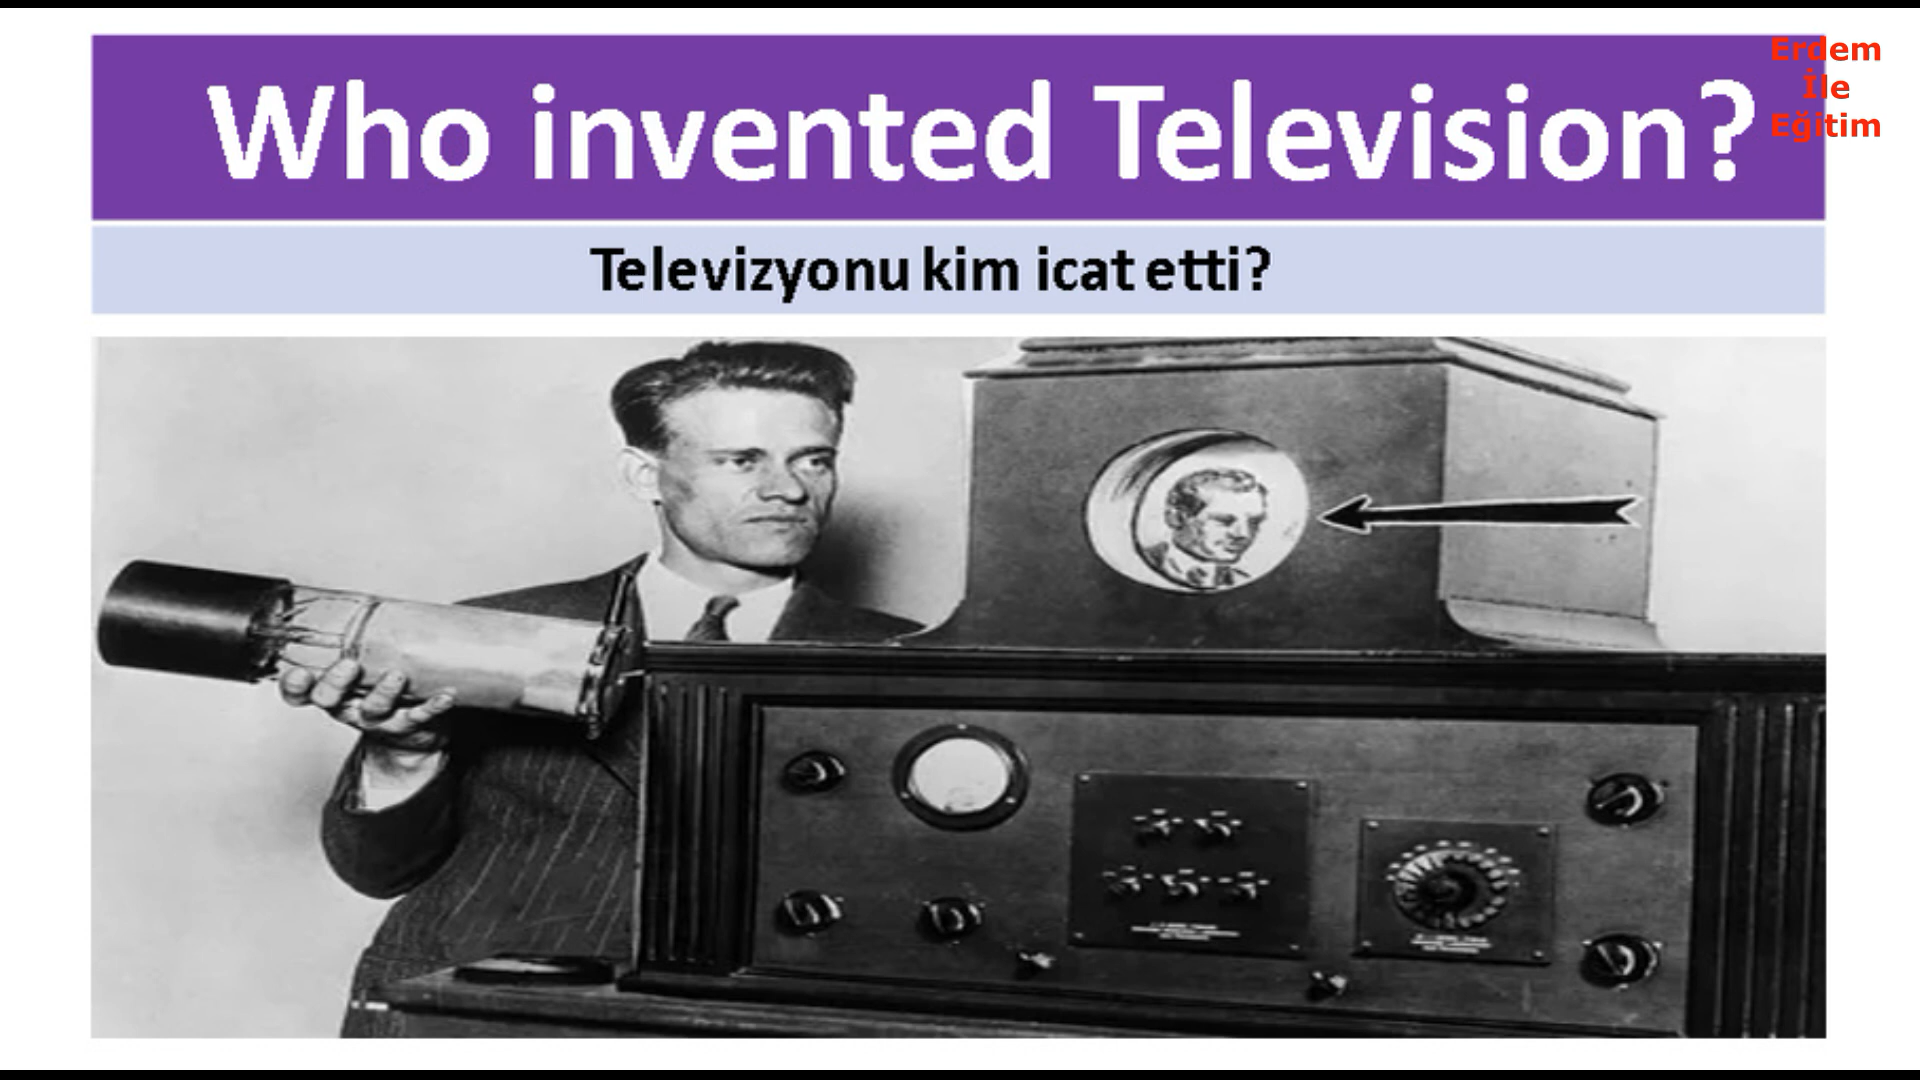 Who invented Television?
Erdem
İle
Eğitim
Televizyonu kim icat etti?